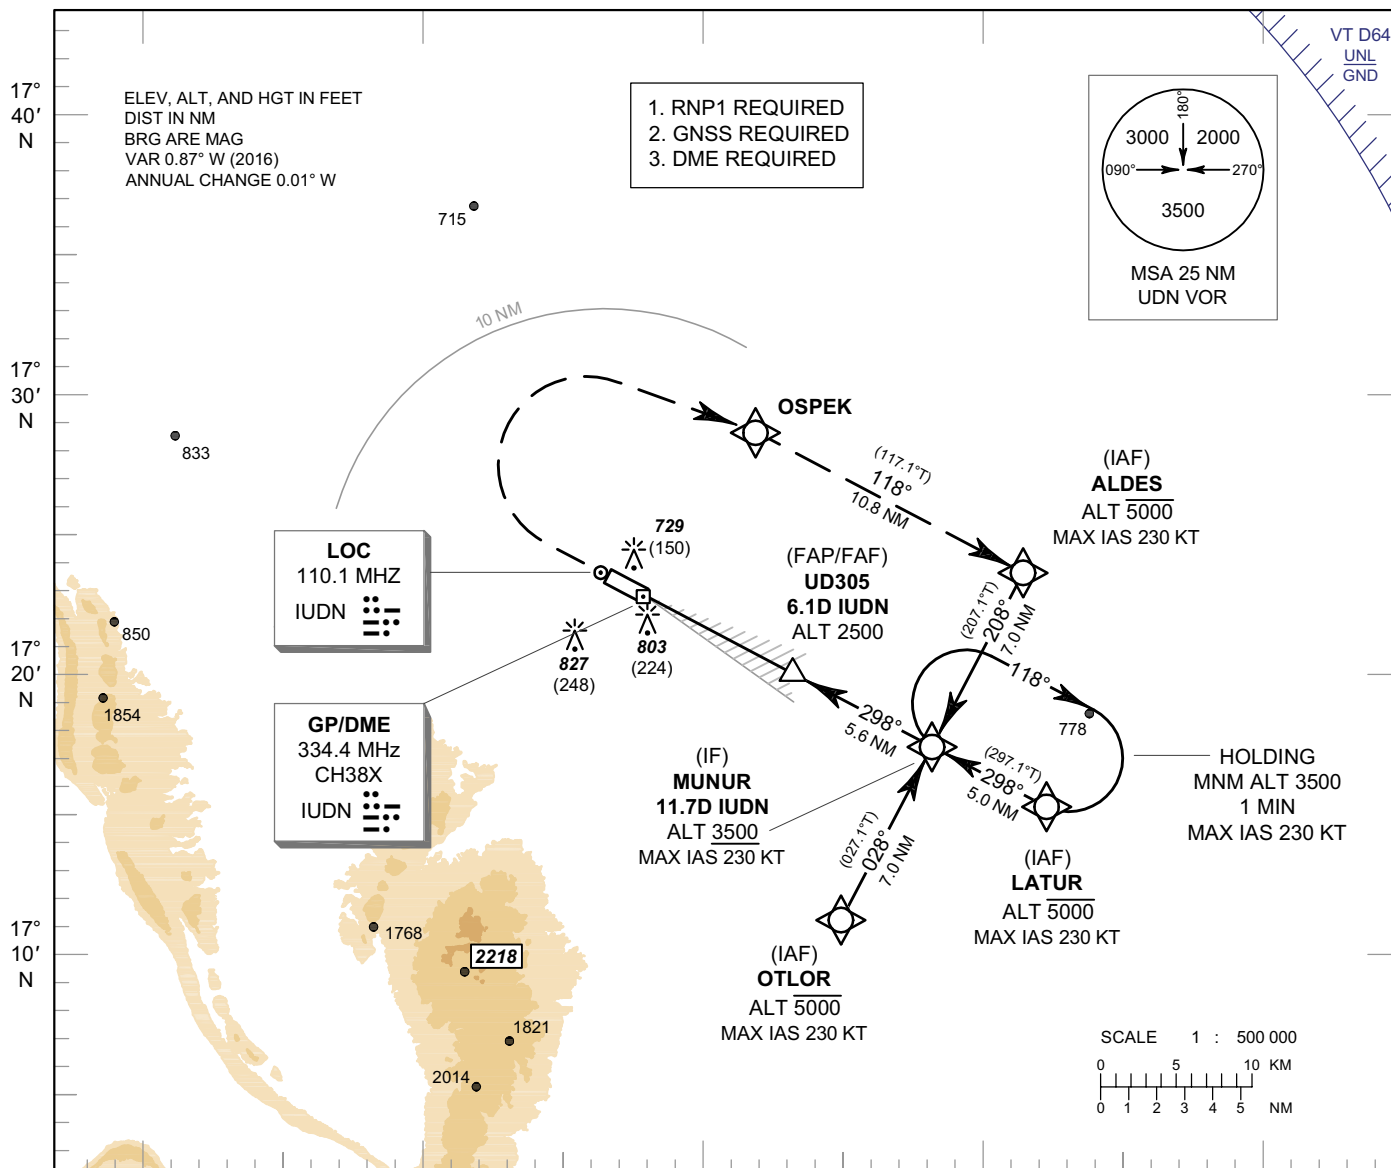 VT D64
UNL
GND
17°
40′
N
ELEV, ALT, AND HGT IN FEET
DIST IN NM
BRG ARE MAG
VAR 0.87° W (2016)
ANNUAL CHANGE 0.01° W
1. RNP1 REQUIRED
2. GNSS REQUIRED
3. DME REQUIRED
180°
3000
2000
090°
270°
3500
MSA 25 NM
UDN VOR
715
10 NM
17°
30′
N
OSPEK
833
(117.1°T)
118°
10.8 NM
(IAF)
ALDES
ALT 5000
MAX IAS 230 KT
729
(150)
LOC
110.1 MHZ
IUDN
(FAP/FAF)
UD305
6.1D IUDN
ALT 2500
(207.1°T)
208°
7.0 NM
850
17°
20′
N
803
(224)
827
(248)
118°
1854
778
GP/DME
334.4 MHz
CH38X
IUDN
298°
5.6 NM
(IF)
MUNUR
11.7D IUDN
ALT 3500
MAX IAS 230 KT
(297.1°T)
298°
5.0 NM
HOLDING
MNM ALT 3500
1 MIN
MAX IAS 230 KT
(027.1°T)
028°
7.0 NM
(IAF)
LATUR
ALT 5000
MAX IAS 230 KT
1768
17°
10′
N
2218
(IAF)
OTLOR
ALT 5000
MAX IAS 230 KT
1821
2014
SCALE 1 : 500 000
0 5 10 KM
0 1 2 3 4 5 NM